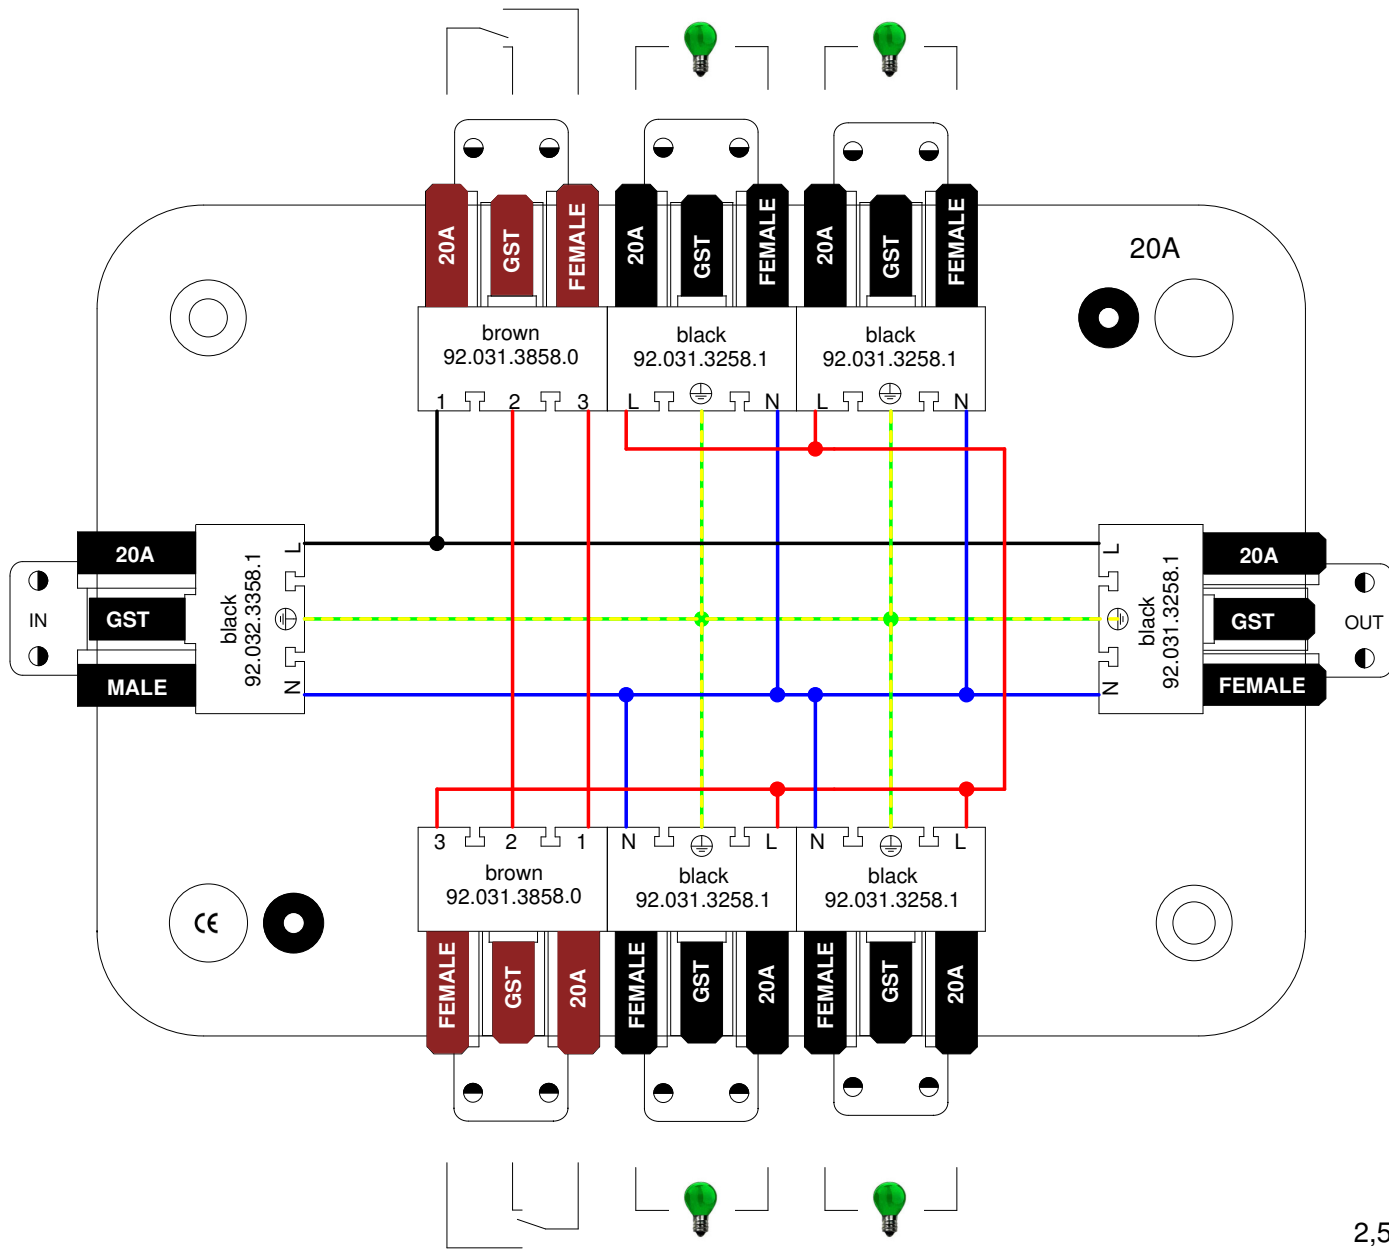 20A GST FEMALE 20A GST FEMALE 20A GST FEMALE
20A
brown
92.031.3858.0
black
92.031.3258.1
black
92.031.3258.1
1 2 3 L N L N
20A
GST
MALE
IN
black
92.032.3358.1
L
N
L
N
black
92.031.3258.1
20A
GST
FEMALE
OUT
3 2 1 N L N L
brown
92.031.3858.0
black
92.031.3258.1
black
92.031.3258.1
CE
FEMALE GST 20A FEMALE GST 20A FEMALE GST 20A
2,5